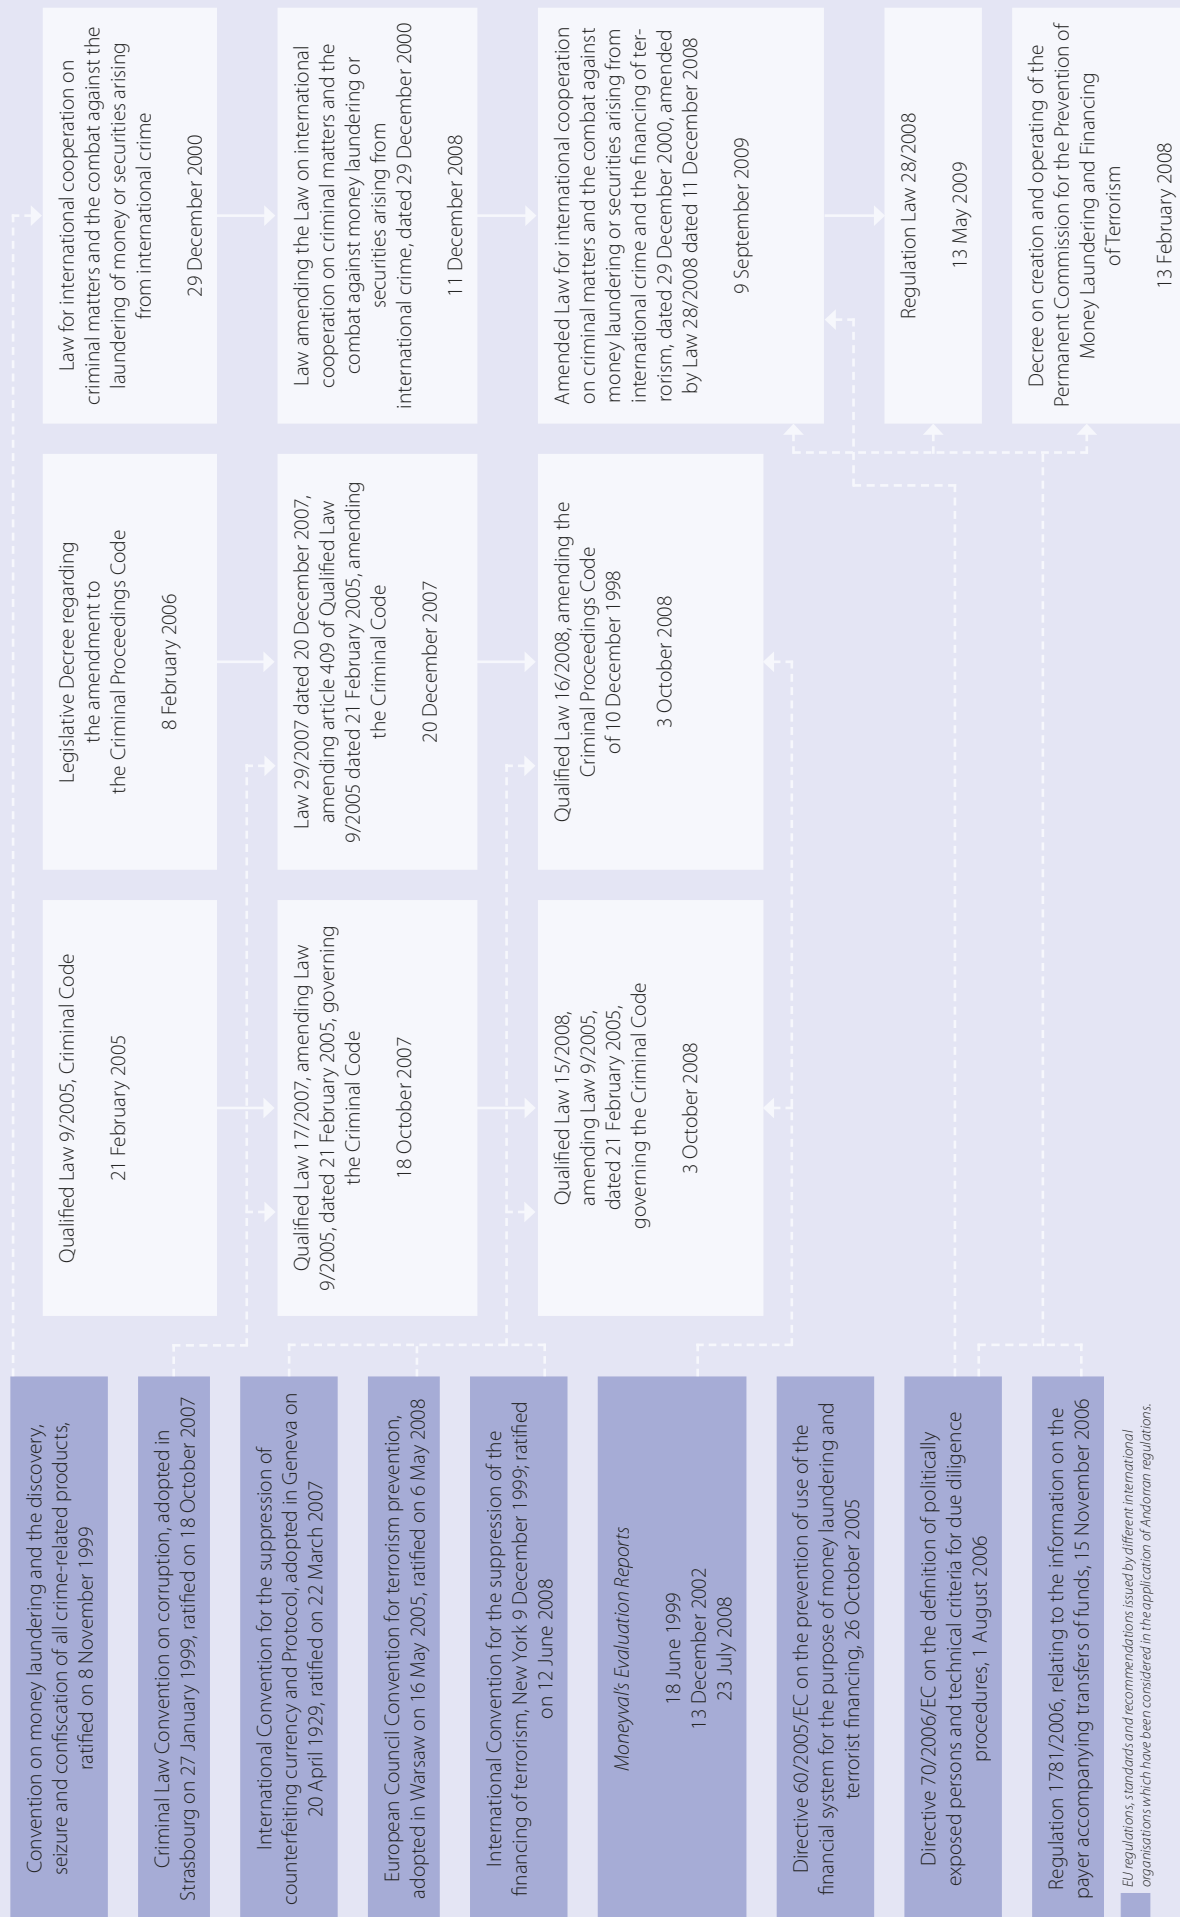 Convention on money laundering and the discovery,
seizure and confiscation of all crime-related products,
ratified on 8 November 1999
Criminal Law Convention on corruption, adopted in
Strasbourg on 27 January 1999, ratified on 18 October 2007
International Convention for the suppression of
counterfeiting currency and Protocol, adopted in Geneva on
20 April 1929, ratified on 22 March 2007
European Council Convention for terrorism prevention,
adopted in Warsaw on 16 May 2005, ratified on 6 May 2008
International Convention for the suppression of the
financing of terrorism, New York 9 December 1999; ratified
on 12 June 2008
Moneyval's Evaluation Reports
18 June 1999
13 December 2002
23 July 2008
Directive 60/2005/EC on the prevention of use of the
financial system for the purpose of money laundering and
terrorist financing, 26 October 2005
Directive 70/2006/EC on the definition of politically
exposed persons and technical criteria for due diligence
procedures, 1 August 2006
Regulation 1781/2006, relating to the information on the
payer accompanying transfers of funds, 15 November 2006
EU regulations, standards and recommendations issued by different international
organisations which have been considered in the application of Andorran regulations.
Qualified Law 9/2005, Criminal Code
21 February 2005
Qualified Law 17/2007, amending Law
9/2005, dated 21 February 2005, governing
the Criminal Code
18 October 2007
Qualified Law 15/2008,
amending Law 9/2005,
dated 21 February 2005,
governing the Criminal Code
3 October 2008
Legislative Decree regarding
the amendment to
the Criminal Proceedings Code
8 February 2006
Law 29/2007 dated 20 December 2007,
amending article 409 of Qualified Law
9/2005 dated 21 February 2005, amending
the Criminal Code
20 December 2007
Qualified Law 16/2008, amending the
Criminal Proceedings Code
of 10 December 1998
3 October 2008
Law for international cooperation on
criminal matters and the combat against the
laundering of money or securities arising
from international crime
29 December 2000
Law amending the Law on international
cooperation on criminal matters and the
combat against money laundering or
securities arising from
international crime, dated 29 December 2000
11 December 2008
Amended Law for international cooperation
on criminal matters and the combat against
money laundering or securities arising from
international crime and the financing of ter-
rorism, dated 29 December 2000, amended
by Law 28/2008 dated 11 December 2008
9 September 2009
Regulation Law 28/2008
13 May 2009
Decree on creation and operating of the
Permanent Commission for the Prevention of
Money Laundering and Financing
of Terrorism
13 February 2008